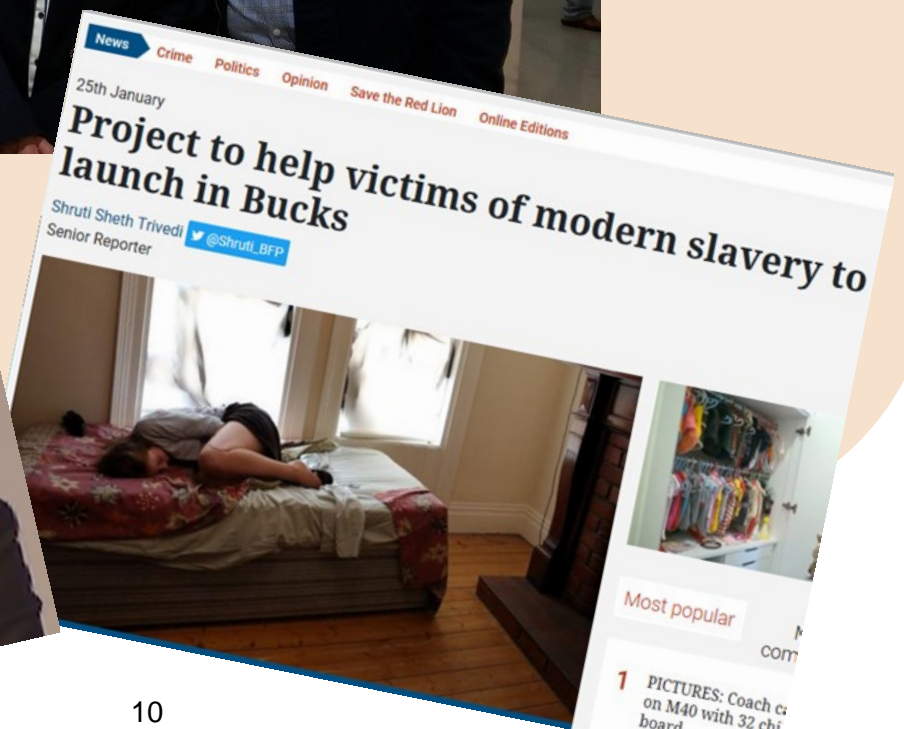 News Crime Politics Opinion Save the Red Lion Online Editions
25th January
Project to help victims of modern slavery to
launch in Bucks
Shruti Sheth Trivedi @Shruti_BFP
Senior Reporter
Most popular
1 PICTURES: Coach
on M40 with 32
board
10